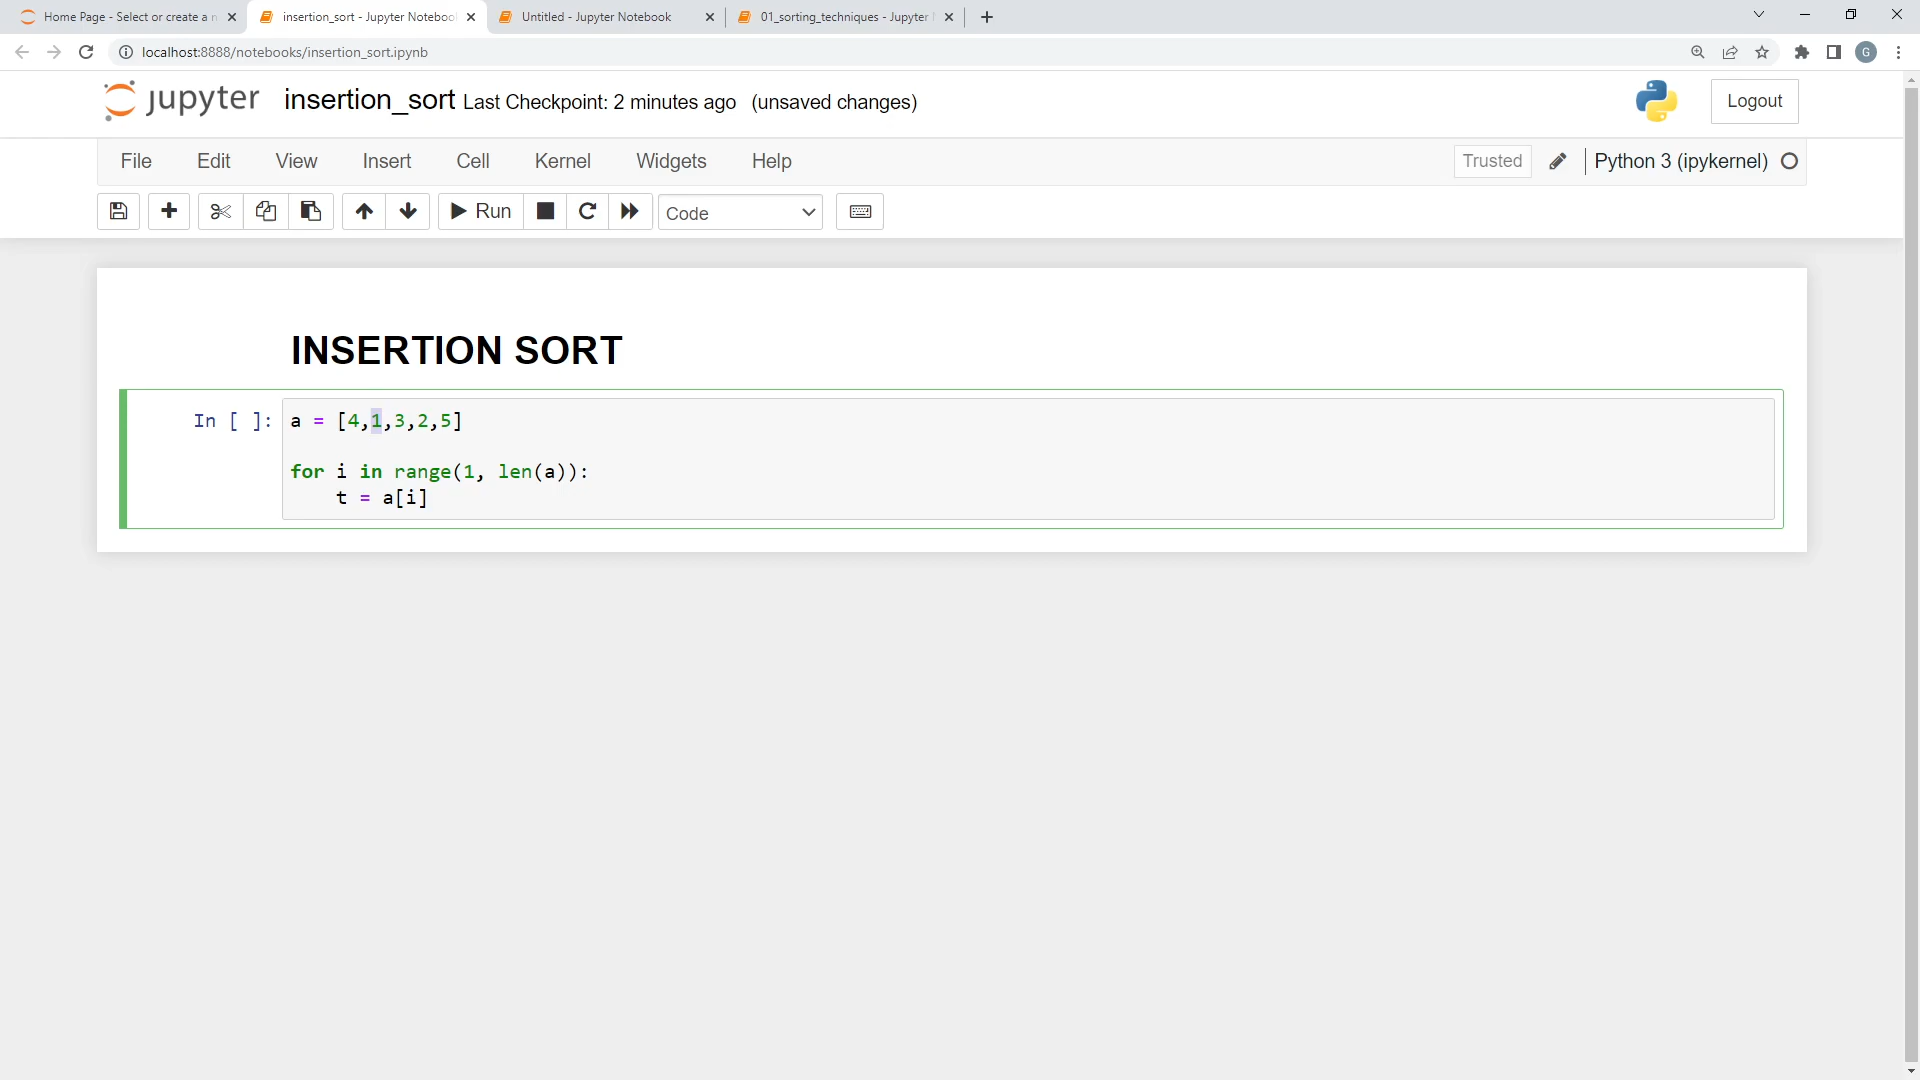 Home Page - Select or create a n
insertion_sort - Jupyter Noteboo
Untitled - Jupyter Notebook
01_sorting_techniques - Jupyter
localhost:8888/notebooks/insertion_sort.ipynb
G
jupyter insertion_sort Last Checkpoint: 2 minutes ago (unsaved changes)
Logout
File Edit View Insert Cell Kernel Widgets Help
Trusted Python 3 (ipykernel)
Run Code
INSERTION SORT
In [ ]: a = [4,1,3,2,5]
for i in range(1, len(a)):
t = a[i]